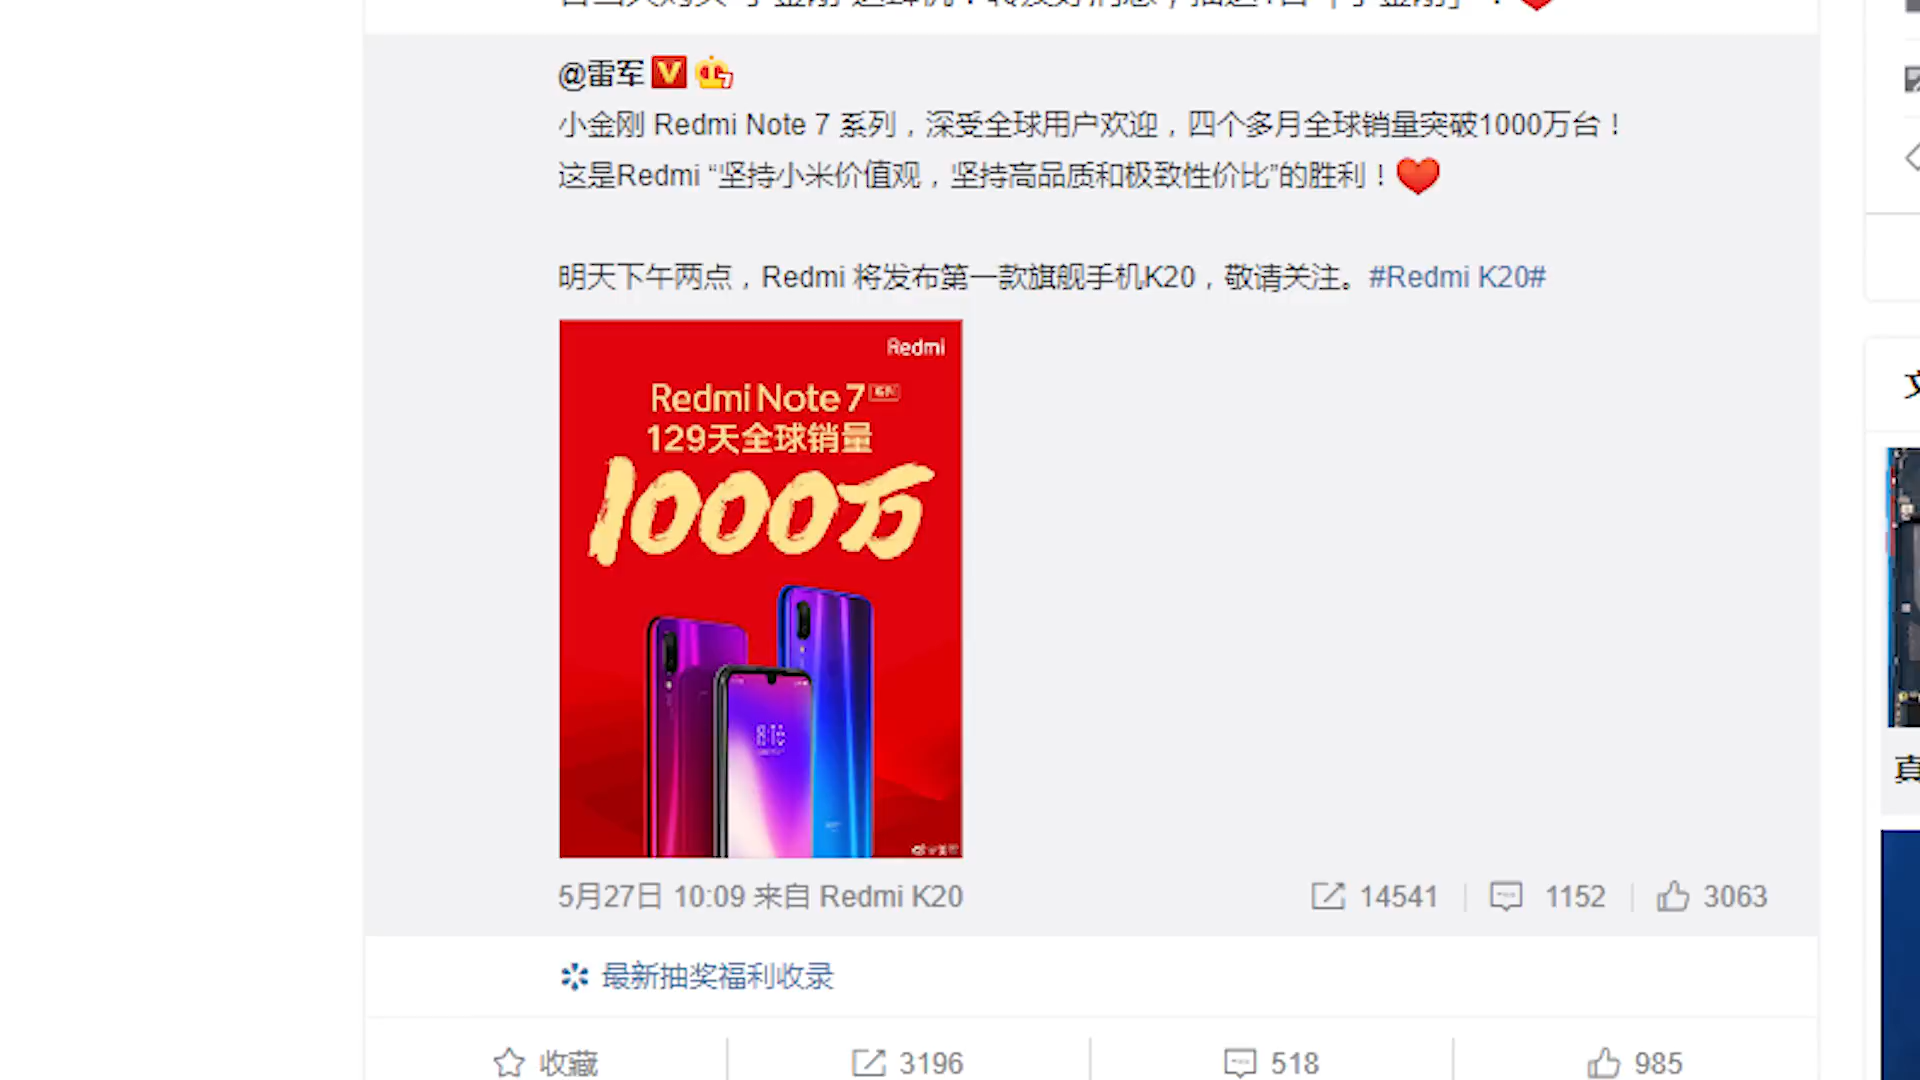 @雷军
小金刚 Redmi Note 7 系列，深受全球用户欢迎，四个多月全球销量突破1000万台！
这是Redmi “坚持小米价值观，坚持高品质和极致性价比”的胜利！
明天下午两点，Redmi 将发布第一款旗舰手机K20，敬请关注。#Redmi K20#
Redmi
Redmi Note 7 系列
129天全球销量
1000万
8:16
5月27日 10:09 来自 Redmi K20
14541 1152 3063
最新抽奖福利收录
收藏 3196 518 985